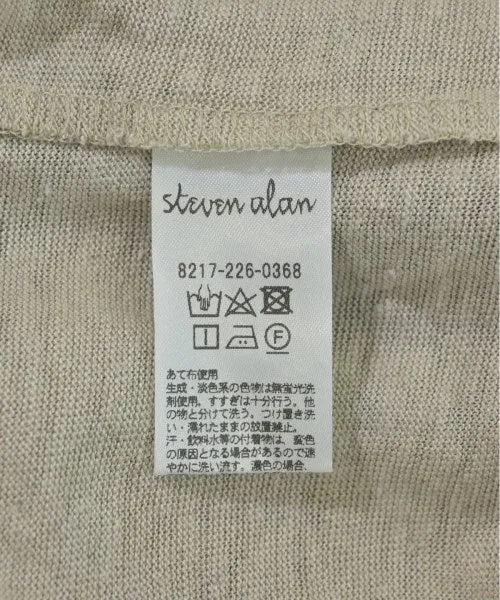 steven alan
8217-226-0368
F
あて布使用
生成・淡色系の色物は無蛍光洗
剤使用。すすぎは十分行う。他
の物と分けて洗う。つけ置き洗
い・濡れたままの放置禁止。
汗・飲料水等の付着物は、変色
の原因となる場合があるので速
やかに洗い流す。濃色の場合、